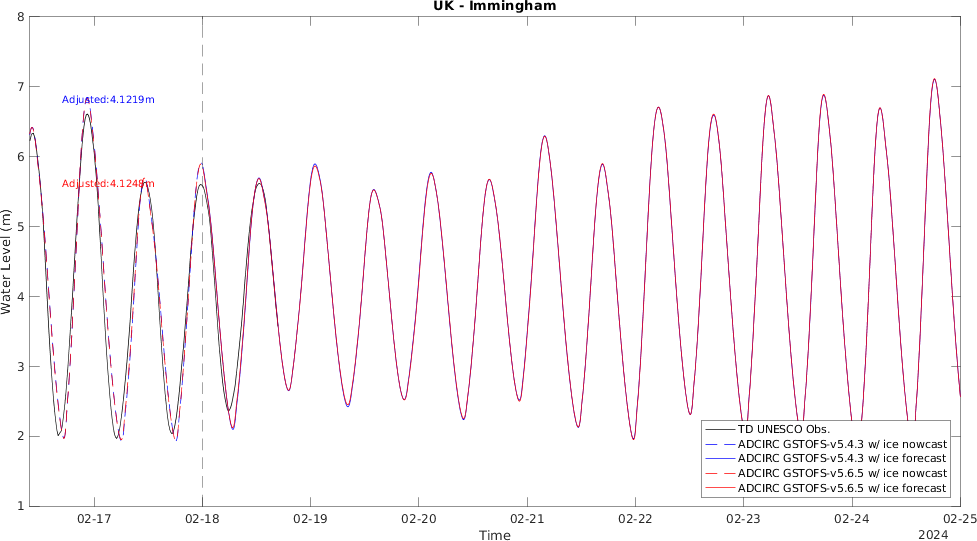 UK - Immingham
8
7
6
5
4
3
2
1
Water Level (m)
Adjusted:4.1219m
Adjusted:4.1248m
TD UNESCO Obs.
ADCIRC GSTOFS-v5.4.3 w/ ice nowcast
ADCIRC GSTOFS-v5.4.3 w/ ice forecast
ADCIRC GSTOFS-v5.6.5 w/ ice nowcast
ADCIRC GSTOFS-v5.6.5 w/ ice forecast
02-17 02-18 02-19 02-20 02-21 02-22 02-23 02-24 02-25
Time
2024